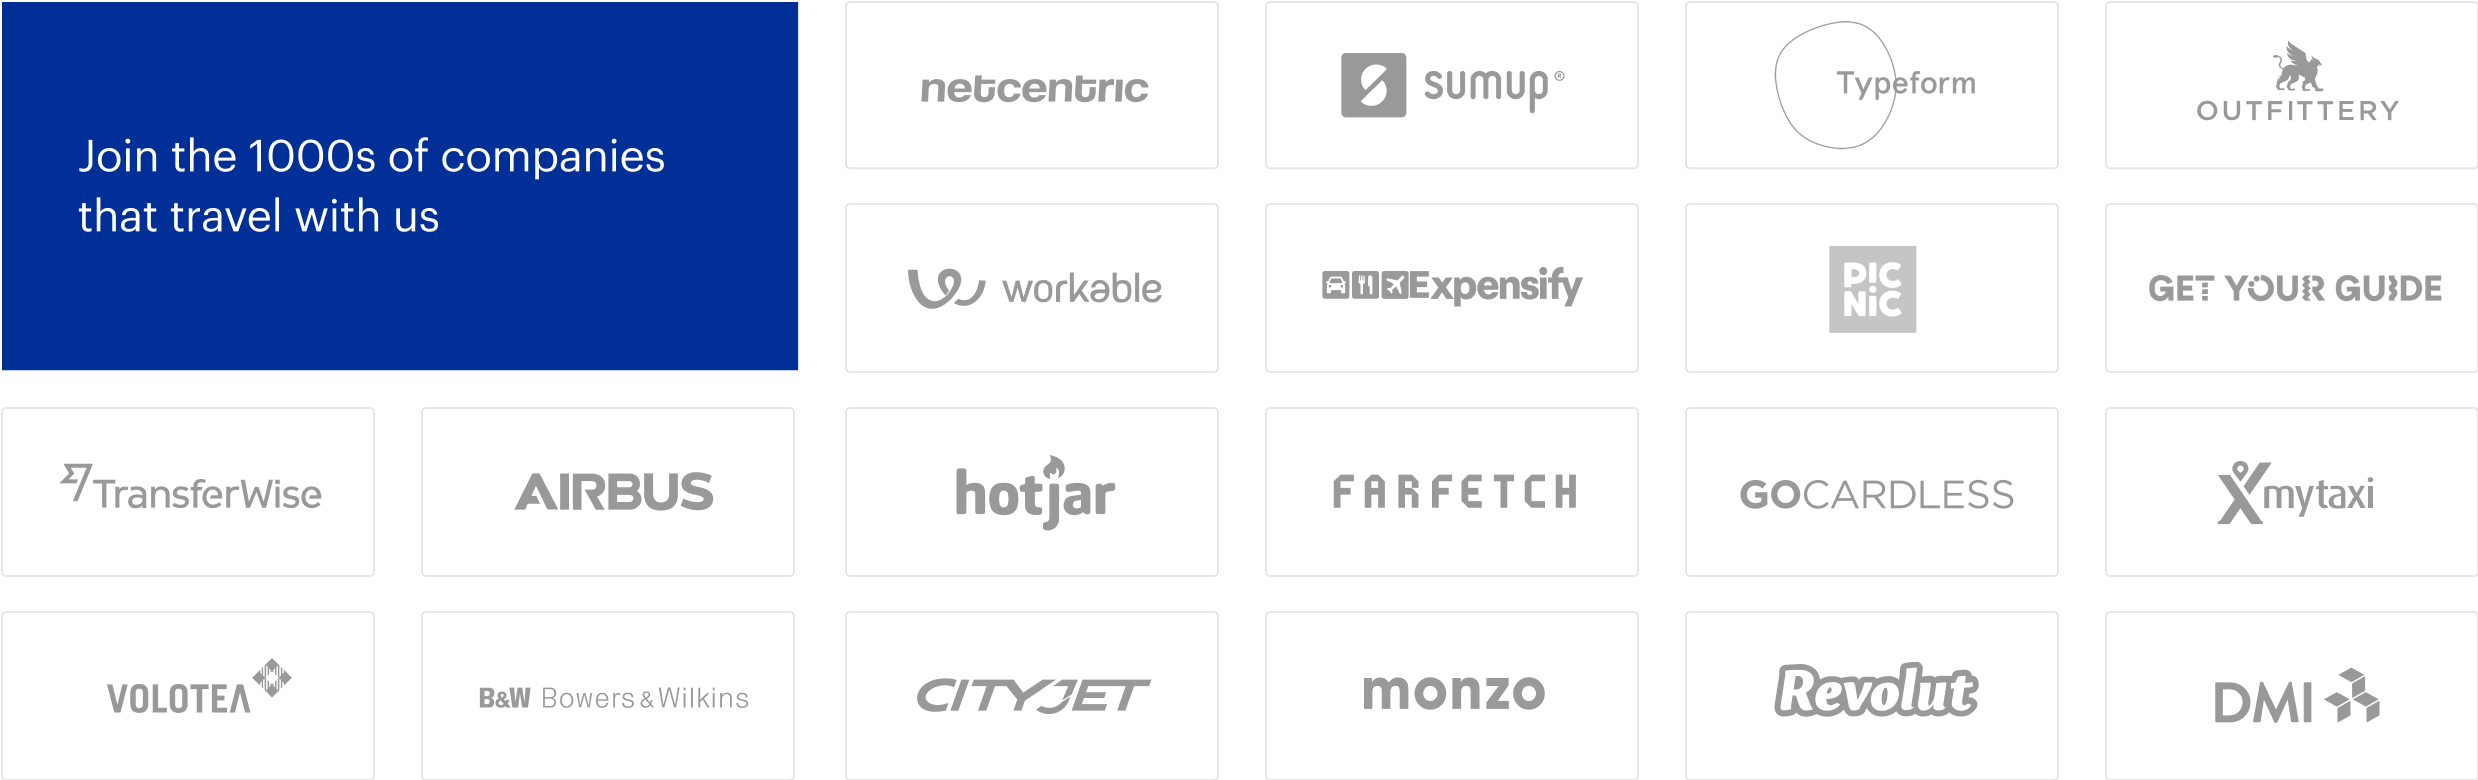 Join the 1000s of companies
that travel with us
netcentric
sumup®
Typeform
OUTFITTERY
workable
Expensify
PiC
NiC
GET YOUR GUIDE
TransferWise
AIRBUS
hotjar
FARFETCH
GOCARDLESS
mytaxi
VOLOTEA
B&W Bowers & Wilkins
CITYJET
monzo
Revolut
DMI